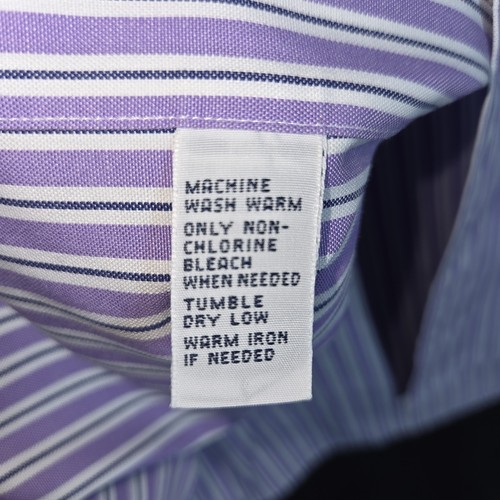 MACHINE
WASH WARM
ONLY NON-
CHLORINE
BLEACH
WHEN NEEDED
TUMBLE
DRY LOW
WARM IRON
IF NEEDED